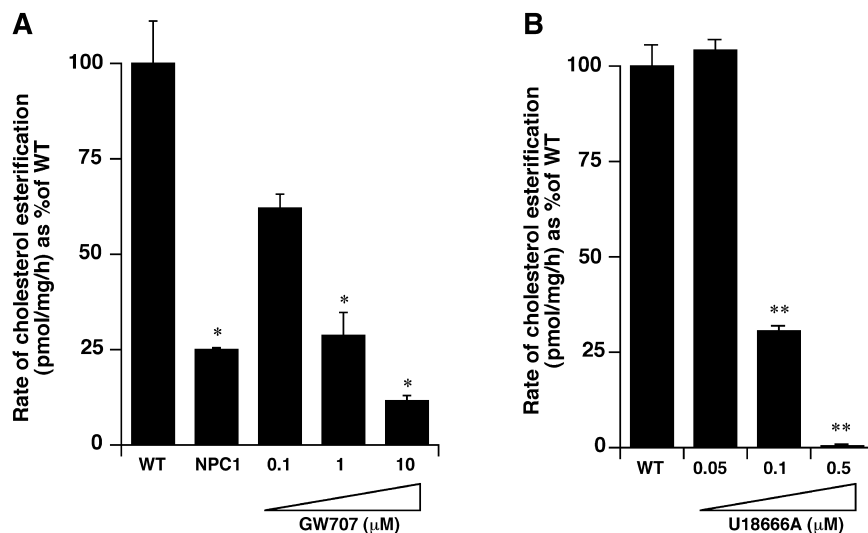 A
Rate of cholesterol esterification
(pmol/mg/h) as %of WT
100
75
50
25
0
*
*
*
WT NPC1 0.1 1 10
GW707 (μM)
B
Rate of cholesterol esterification
(pmol/mg/h) as %of WT
100
75
50
25
0
**
**
WT 0.05 0.1 0.5
U18666A (μM)